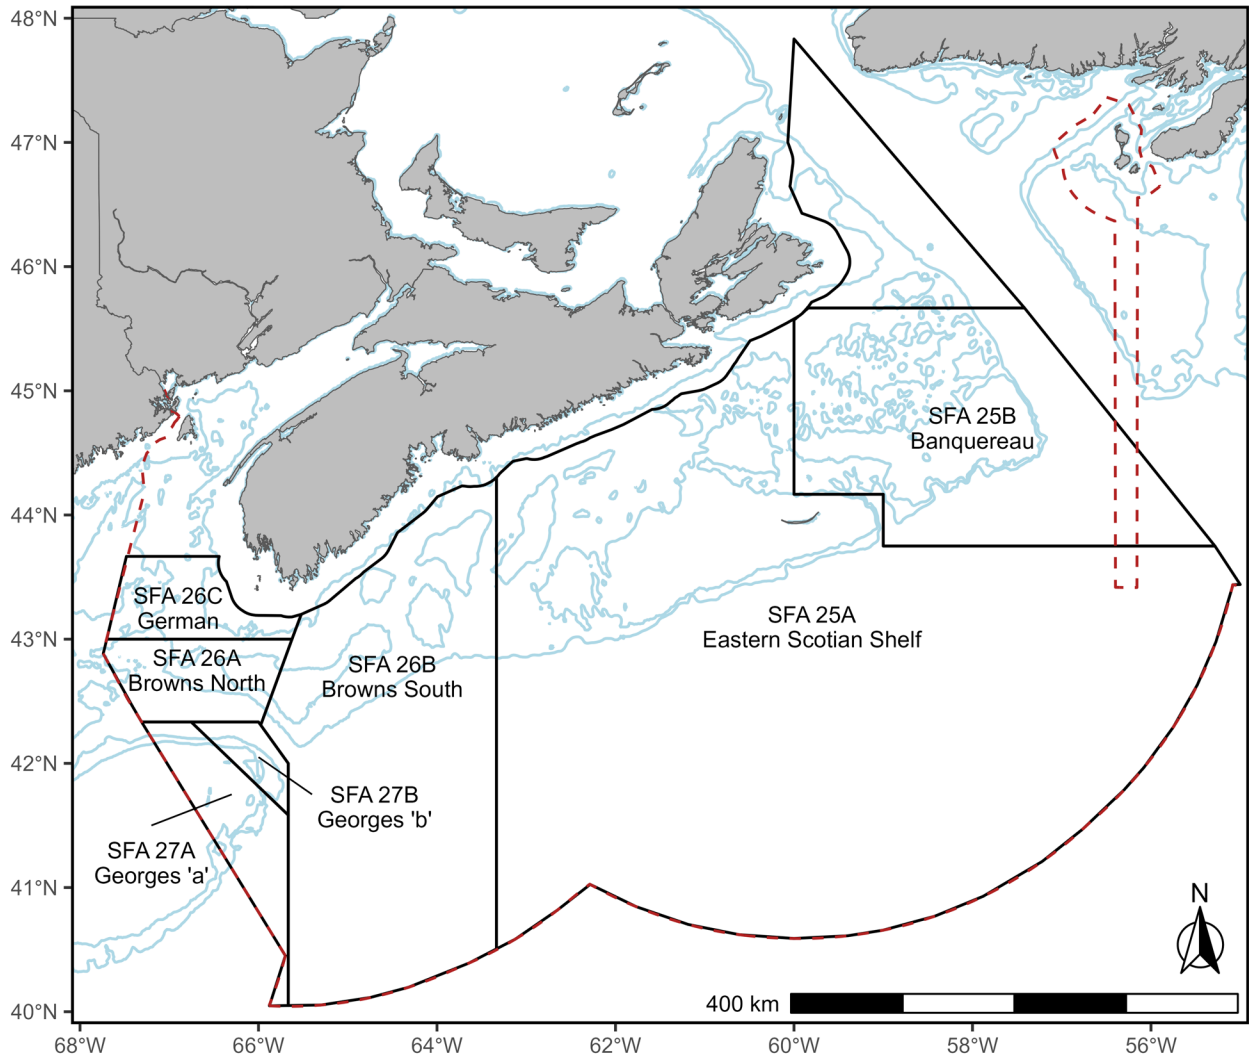 48°N
47°N
46°N
45°N
44°N
43°N
42°N
41°N
40°N
SFA 25B
Banquereau
SFA 26C
German
SFA 25A
Eastern Scotian Shelf
SFA 26A
Browns North
SFA 26B
Browns South
SFA 27B
Georges 'b'
SFA 27A
Georges 'a'
N
400 km
68°W
66°W
64°W
62°W
60°W
58°W
56°W